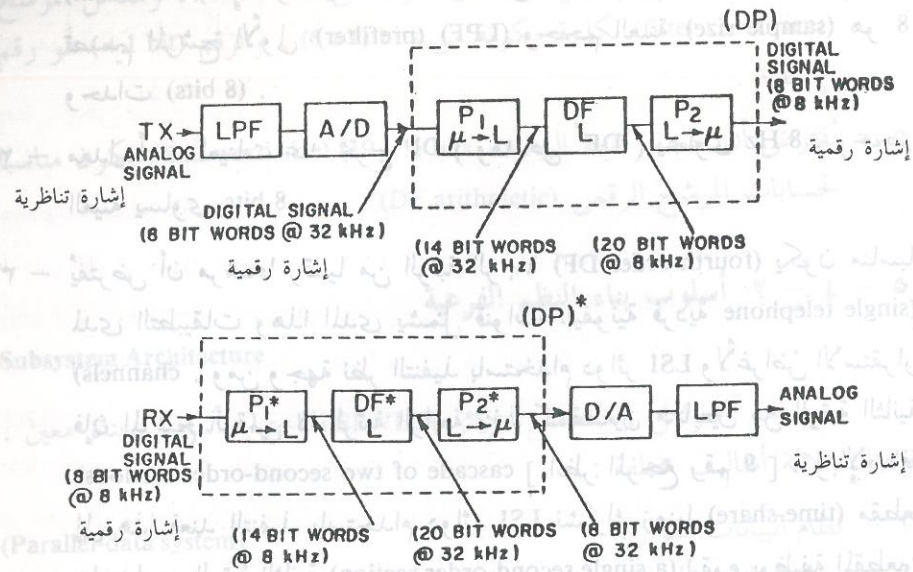 (DP)
DIGITAL
SIGNAL
(8 BIT WORDS
@ 8 kHz)
إشارة رقمية
TX
ANALOG
SIGNAL
إشارة تناظرية
LPF
A/D
P1
μ→L
DF
L
P2
L→μ
DIGITAL SIGNAL
(8 BIT WORDS @ 32 kHz)
إشارة رقمية
(14 BIT WORDS
@ 32 kHz)
(20 BIT WORDS
@ 8 kHz)
(DP)*
RX
DIGITAL
SIGNAL
(8 BIT WORDS
@ 8 kHz)
إشارة رقمية
P1*
μ→L
DF*
L
P2*
L→μ
D/A
LPF
ANALOG
SIGNAL
إشارة تناظرية
(14 BIT WORDS
@ 8 kHz)
(20 BIT WORDS
@ 32 kHz)
(8 BIT WORDS
@ 32 kHz)